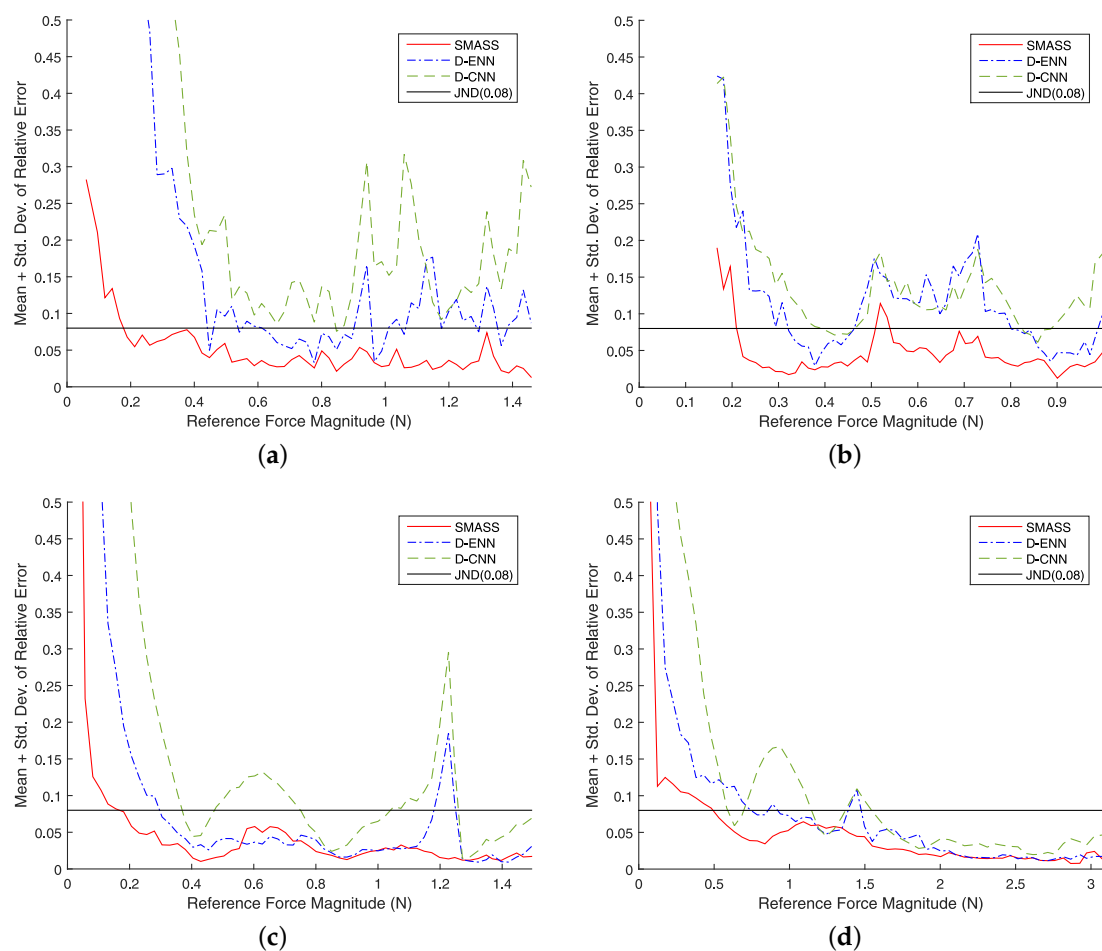 0.5
0.45
0.4
0.35
0.3
0.25
0.2
0.15
0.1
0.05
0
Mean + Std. Dev. of Relative Error
SMASS
D-ENN
D-CNN
JND(0.08)
0 0.2 0.4 0.6 0.8 1 1.2 1.4
Reference Force Magnitude (N)
(a)
0.5
0.45
0.4
0.35
0.3
0.25
0.2
0.15
0.1
0.05
0
Mean + Std. Dev. of Relative Error
SMASS
D-ENN
D-CNN
JND(0.08)
0 0.1 0.2 0.3 0.4 0.5 0.6 0.7 0.8 0.9
Reference Force Magnitude (N)
(b)
0.5
0.45
0.4
0.35
0.3
0.25
0.2
0.15
0.1
0.05
0
Mean + Std. Dev. of Relative Error
SMASS
D-ENN
D-CNN
JND(0.08)
0 0.2 0.4 0.6 0.8 1 1.2 1.4
Reference Force Magnitude (N)
(c)
0.5
0.45
0.4
0.35
0.3
0.25
0.2
0.15
0.1
0.05
0
Mean + Std. Dev. of Relative Error
SMASS
D-ENN
D-CNN
JND(0.08)
0 0.5 1 1.5 2 2.5 3
Reference Force Magnitude (N)
(d)